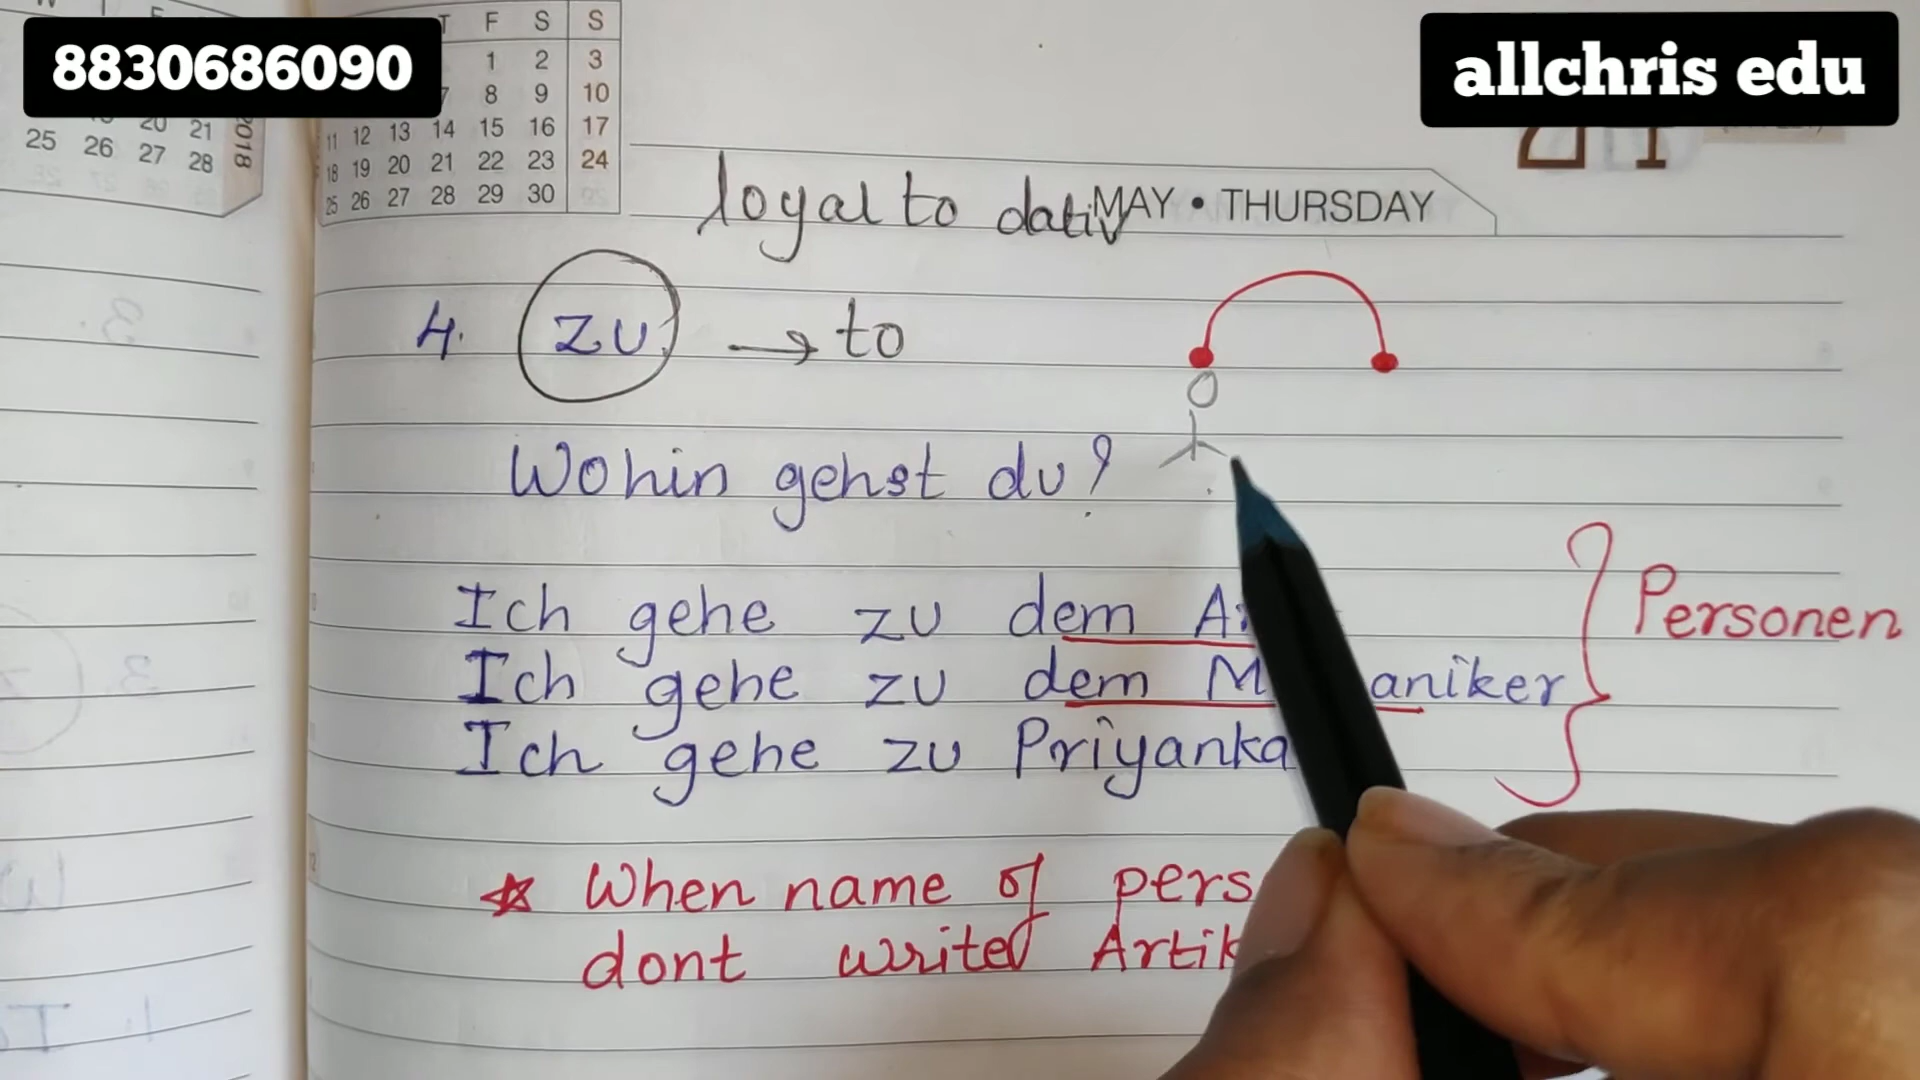 8830686090
allchris edu
T F S S
1 2 3
7 8 9 10
11 12 13 14 15 16 17
18 19 20 21 22 23 24
25 26 27 28 29 30
20 21
25 26 27 28
2018
MAY • THURSDAY
loyal to dativ
4. zu → to
Wohin gehst du?
Ich gehe zu dem
Ich gehe zu dem
Ich gehe zu Priyanka
Personen
When name of
dont write